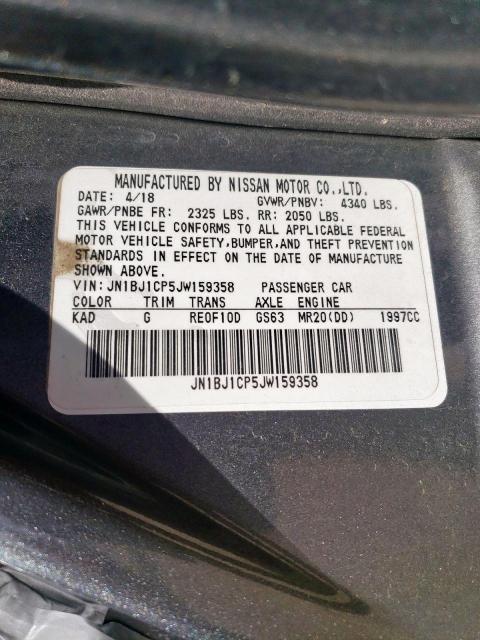 MANUFACTURED BY NISSAN MOTOR CO.,LTD.
DATE: 4/18 GVWR/PNBV: 4340 LBS.
GAWR/PNBE FR: 2325 LBS. RR: 2050 LBS.
THIS VEHICLE CONFORMS TO ALL APPLICABLE FEDERAL
MOTOR VEHICLE SAFETY,BUMPER,AND THEFT PREVENTION
STANDARDS IN EFFECT ON THE DATE OF MANUFACTURE
SHOWN ABOVE.
VIN:JN1BJ1CP5JW159358 PASSENGER CAR
COLOR TRIM TRANS AXLE ENGINE
KAD G RE0F10D GS63 MR20(DD) 1997CC
JN1BJ1CP5JW159358